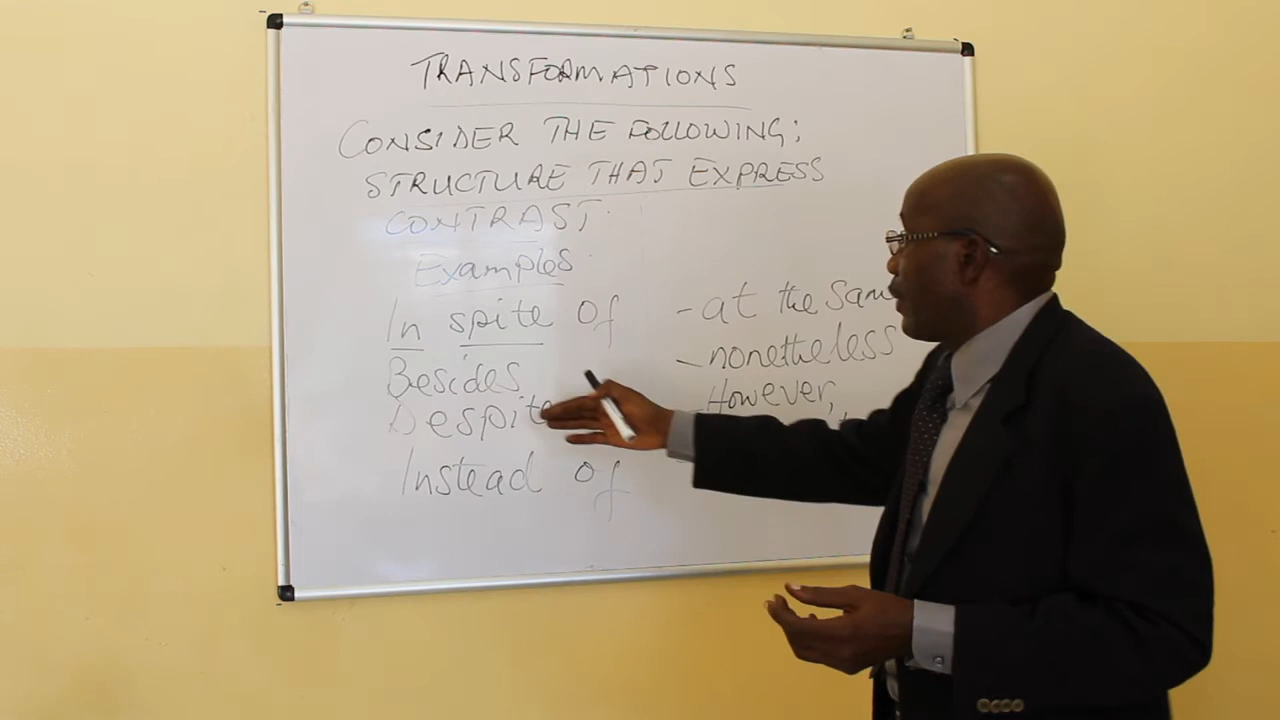 TRANSFORMATIONS
CONSIDER THE FOLLOWING;
STRUCTURE THAT EXPRESS
CONTRAST.
Examples.
In spite of
Besides
Despite
Instead of
- at the
- nonetheless
- However,